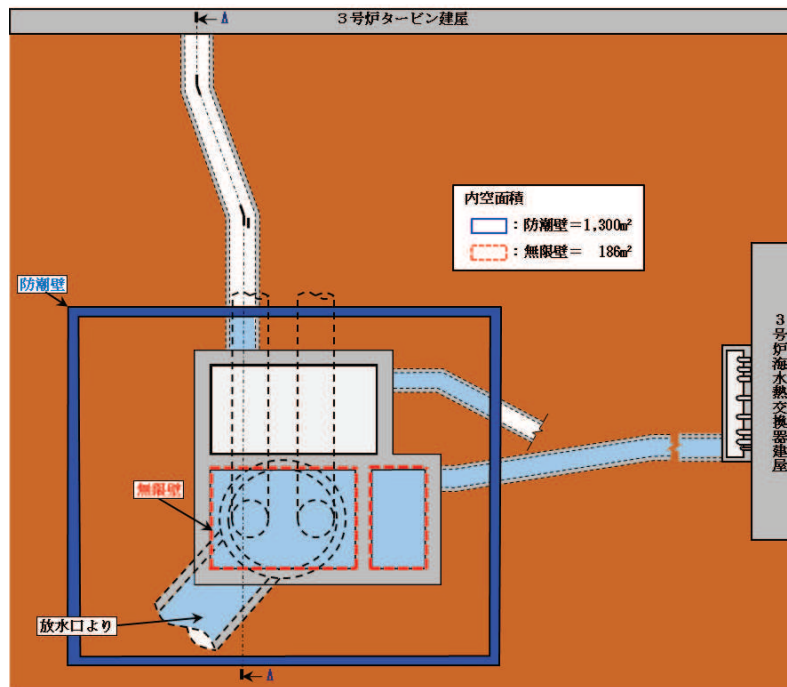 A
3号炉タービン建屋
内空面積
：防潮壁＝1,300㎡
：無限壁＝ 186㎡
防潮壁
3号炉海水熱交換器建屋
無限壁
放水口より
A